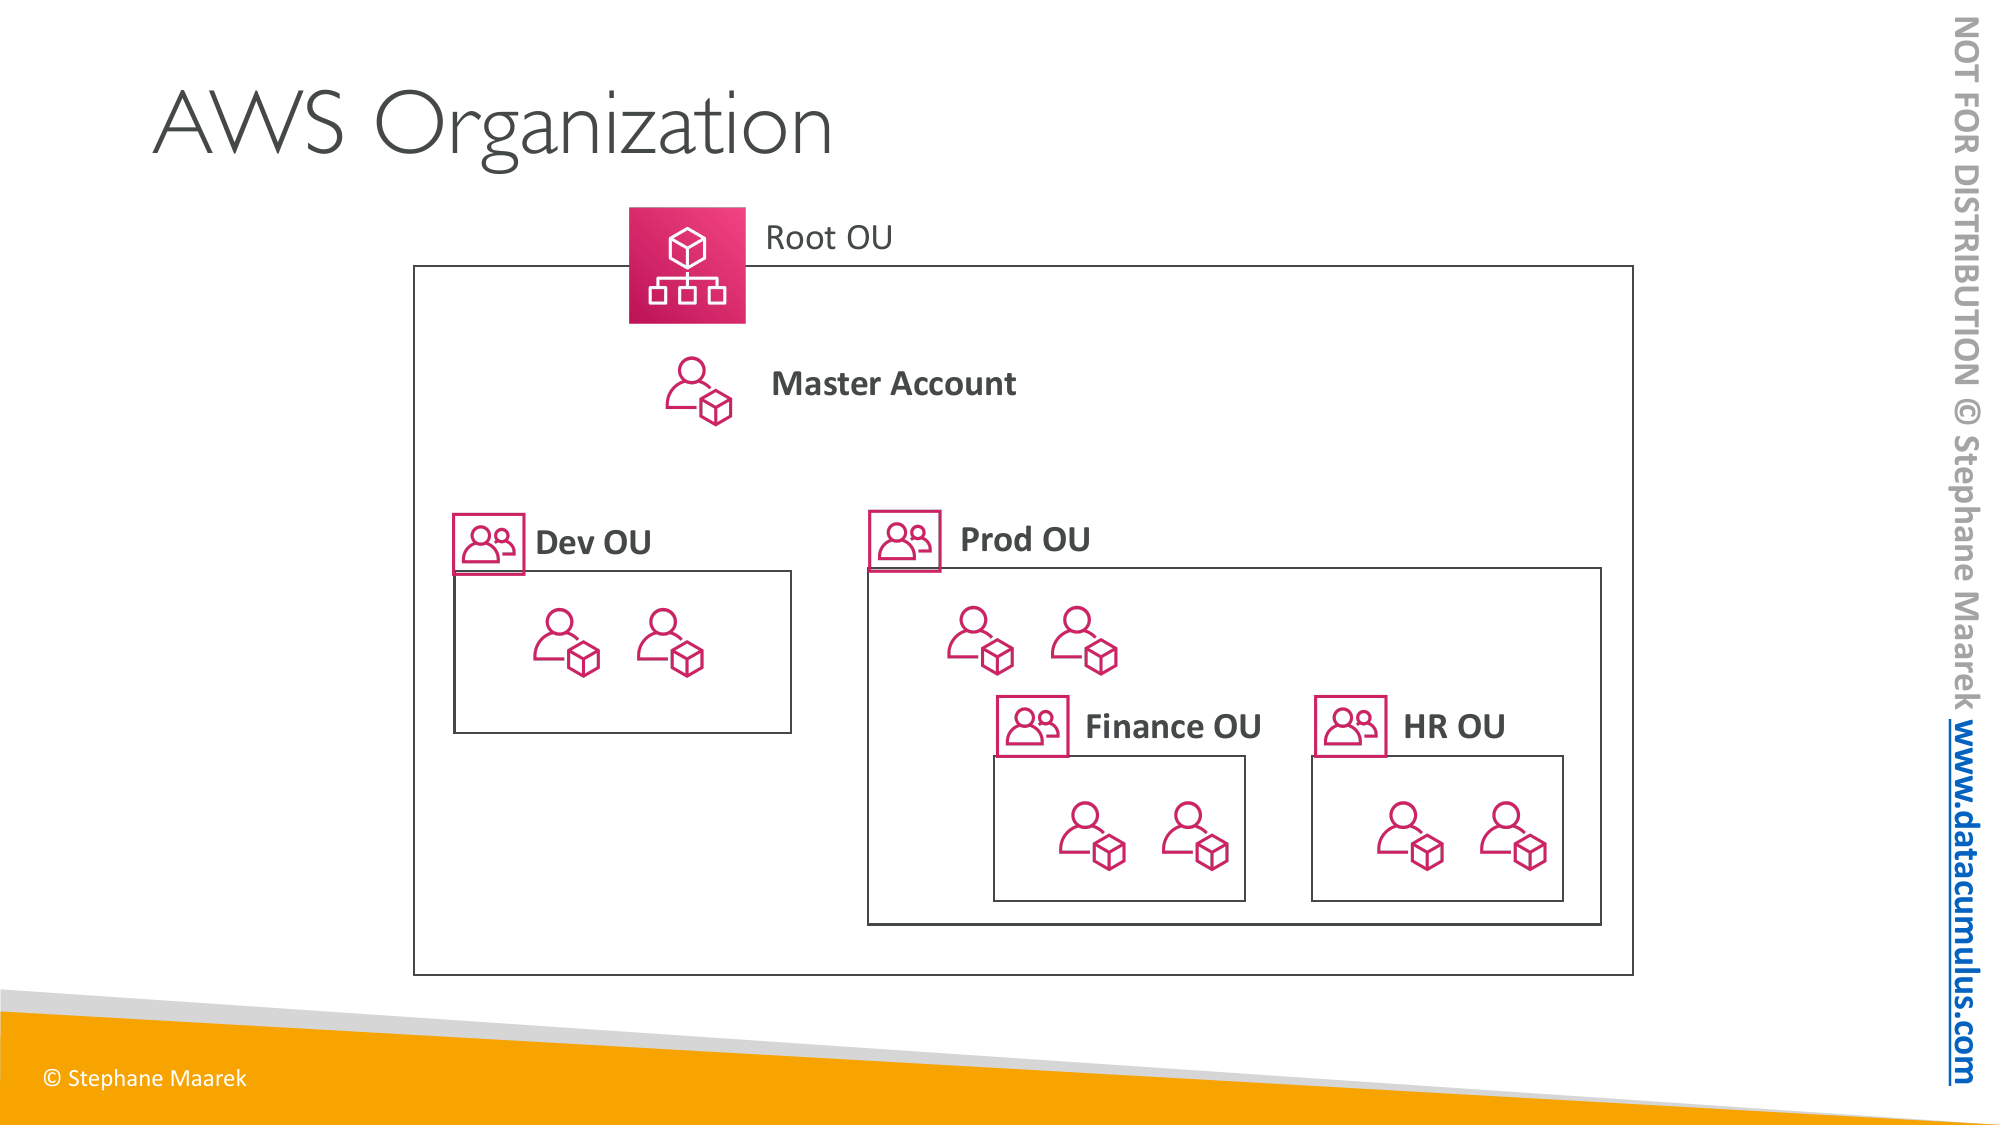 AWS Organization
Root OU
Master Account
Dev OU
Prod OU
Finance OU
HR OU
© Stephane Maarek
NOT FOR DISTRIBUTION © Stephane Maarek www.datacumulus.com